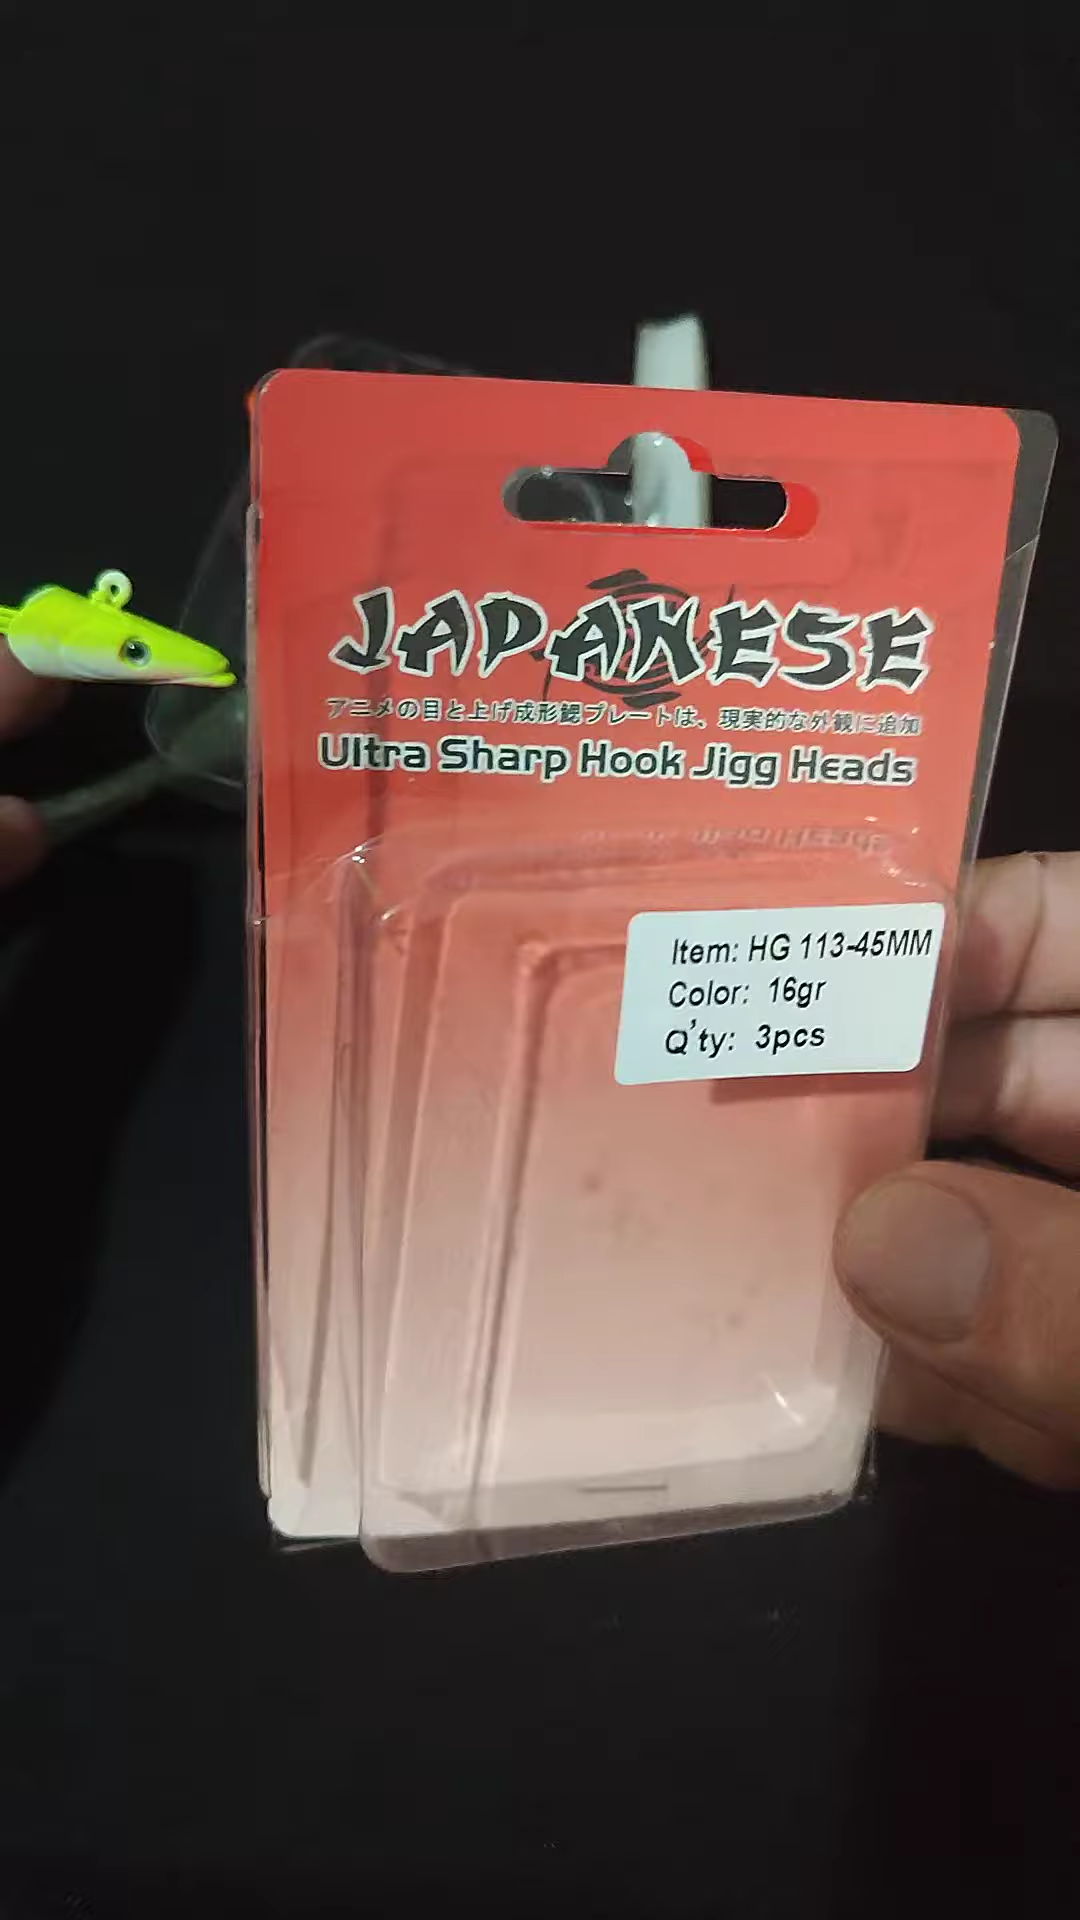 JAPANESE
アニメの目と上げ成形鰓プレートは、現実的な外観に追加
Ultra Sharp Hook Jigg Heads
Item: HG 113-45MM
Color: 16gr
Q'ty: 3pcs